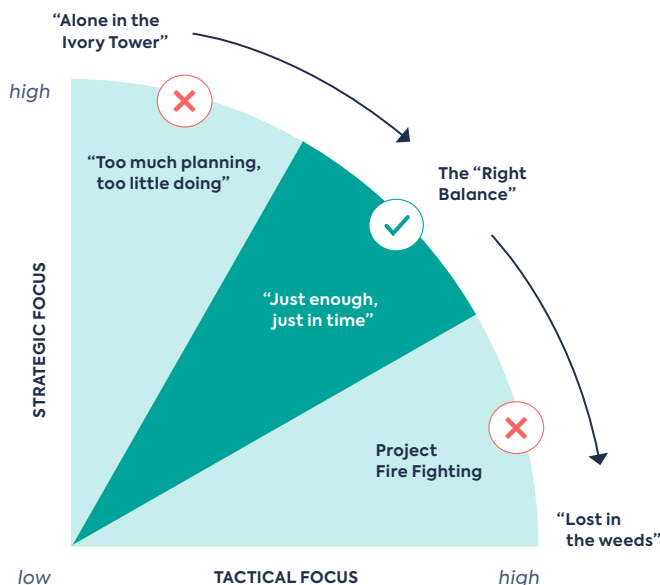 “Alone in the
Ivory Tower”
high
“Too much planning,
too little doing”
The “Right
Balance”
“Just enough,
just in time”
STRATEGIC FOCUS
Project
Fire Fighting
“Lost in
the weeds”
low
TACTICAL FOCUS
high